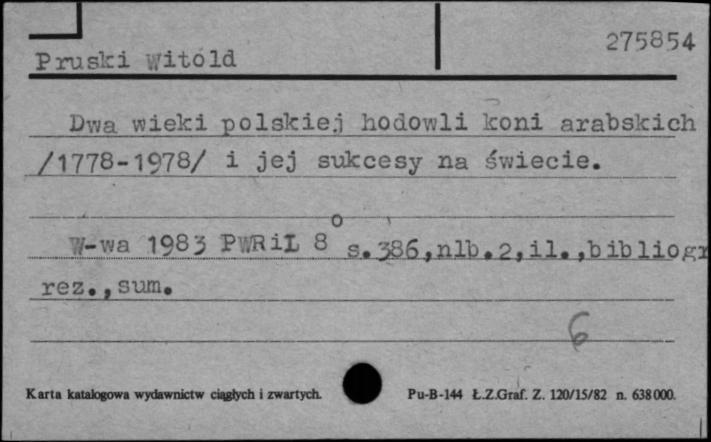 275854
Pruski Witold
Dwa wieki polskiej hodowli koni arabskich
/1778-1978/ i jej sukcesy na świecie.
W-wa 1983 PWRiL 8° s.386,nlb.2,il.,bibliogr
rez.,sum.
6
Karta katalogowa wydawnictw ciągłych i zwartych. Pu-B-144 Ł.Z.Graf. Z. 120/15/82 n. 638000.